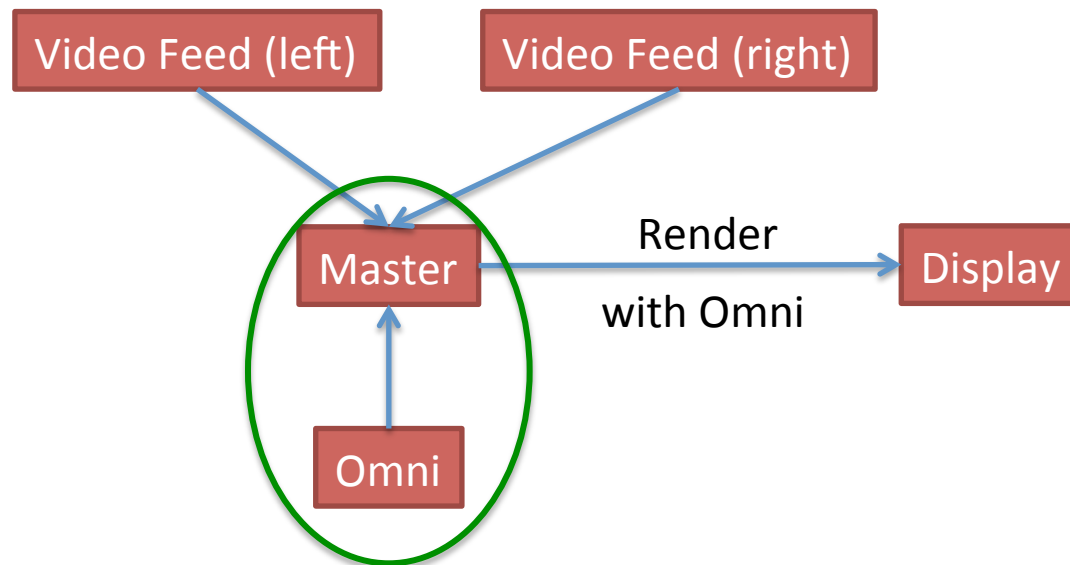 Video Feed (left)
Video Feed (right)
Master
Render
with Omni
Display
Omni